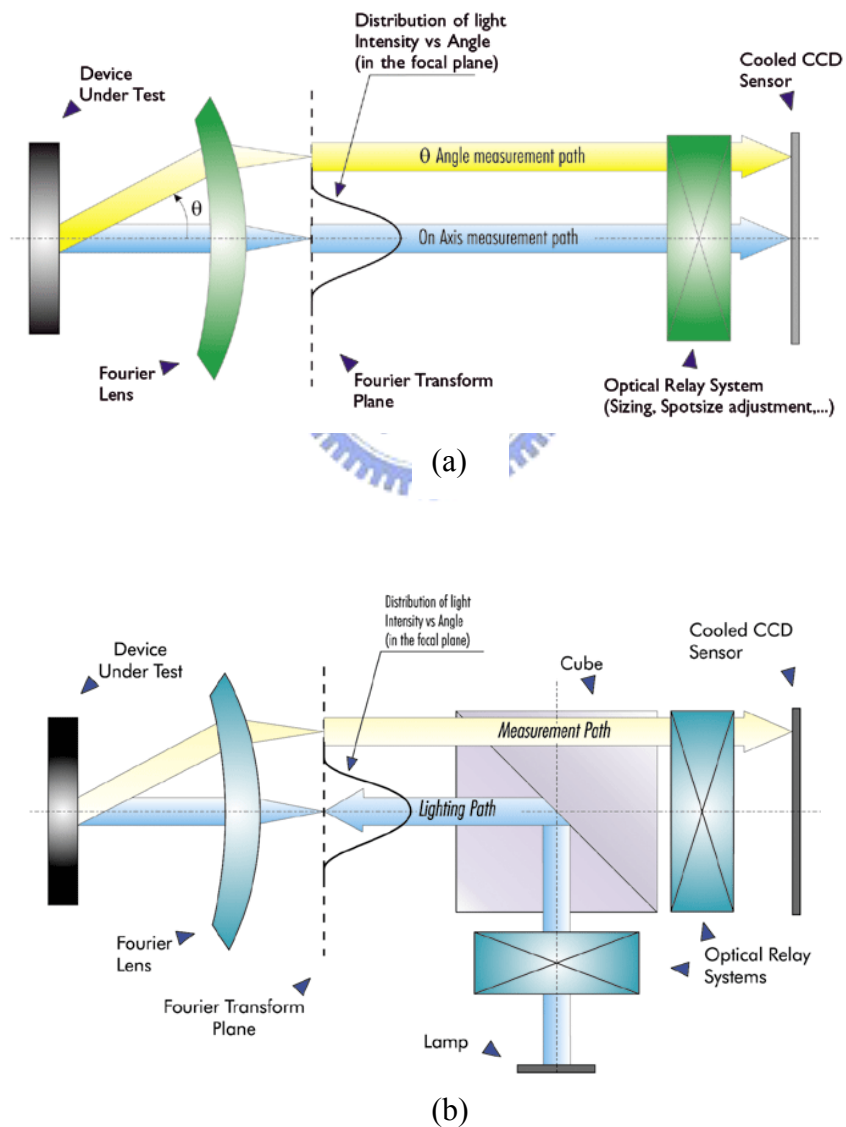 Distribution of light
Intensity vs Angle
(in the focal plane)
Device
Under Test
Cooled CCD
Sensor
θ Angle measurement path
θ
On Axis measurement path
Fourier
Lens
Fourier Transform
Plane
Optical Relay System
(Sizing, Spotsize adjustment,...)
(a)
Distribution of light
Intensity vs Angle
(in the focal plane)
Device
Under Test
Cooled CCD
Sensor
Cube
Measurement Path
Lighting Path
Fourier
Lens
Fourier Transform
Plane
Optical Relay
Systems
Lamp
(b)